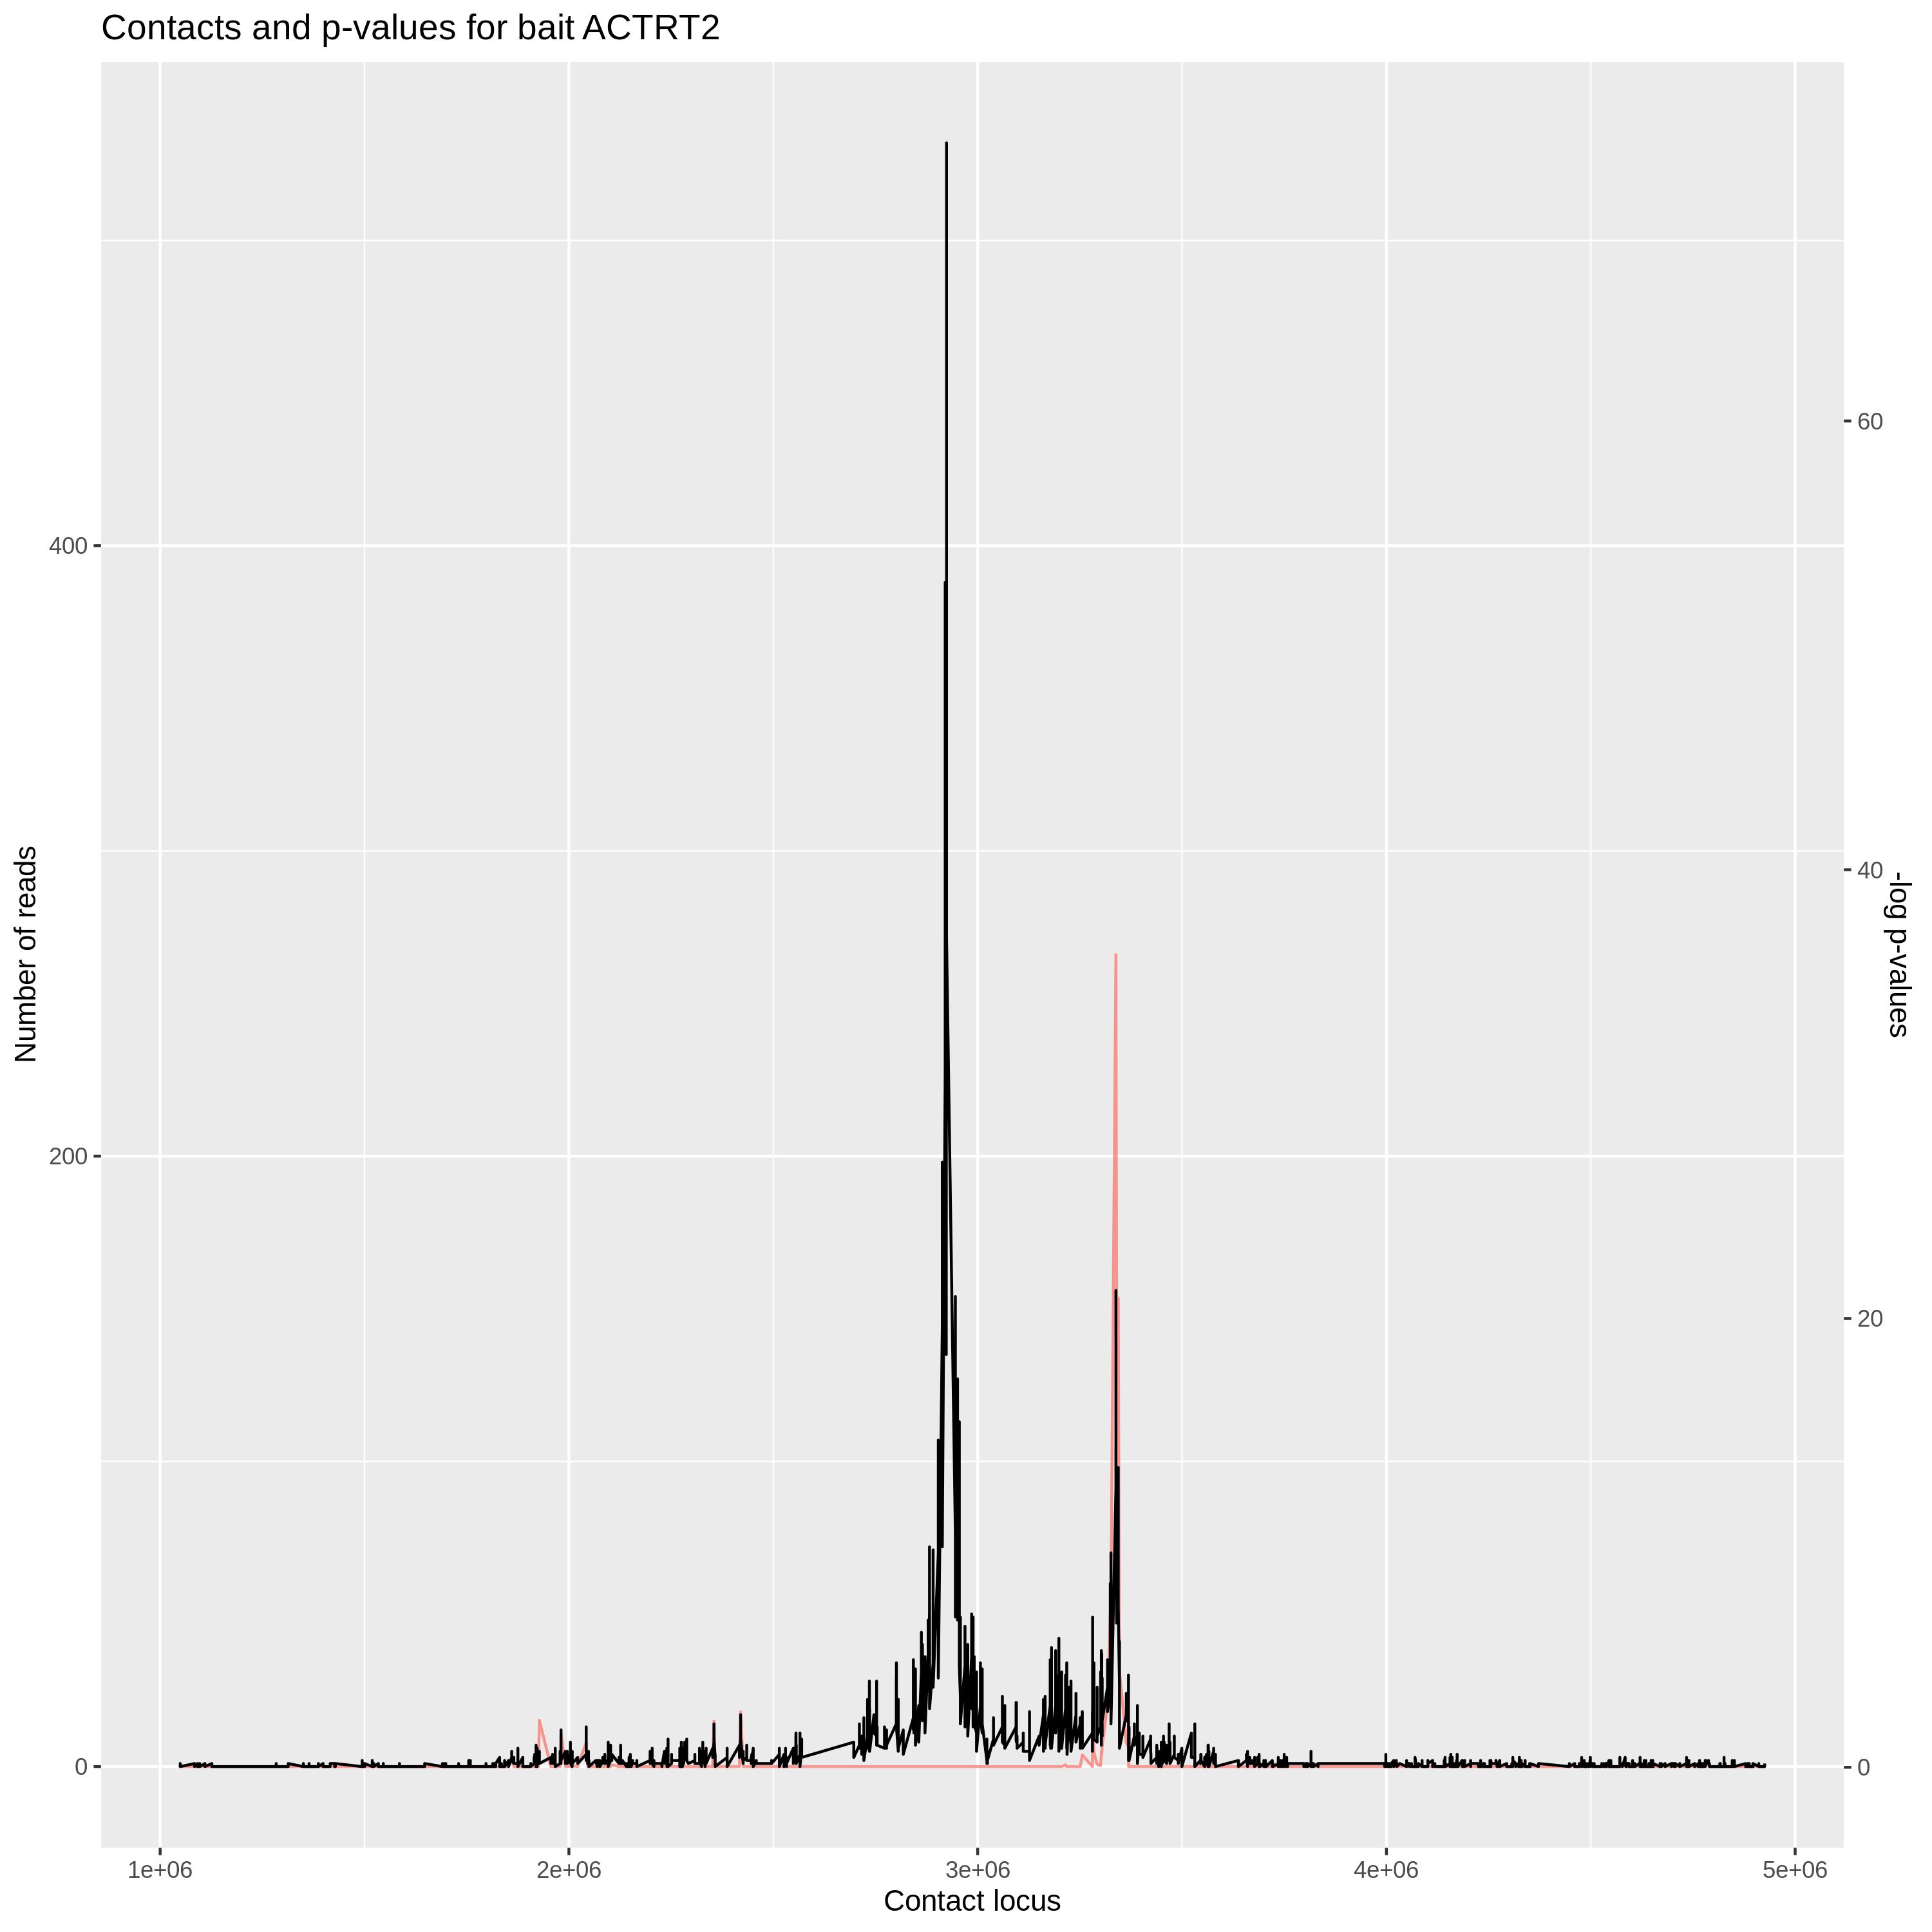 Contacts and p-values for bait ACTRT2
Number of reads
400
200
0
60
40
20
0
-log p-values
1e+06
2e+06
3e+06
4e+06
5e+06
Contact locus